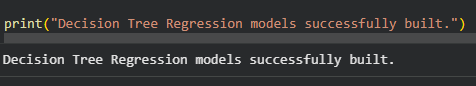 print("Decision Tree Regression models successfully built.")
Decision Tree Regression models successfully built.